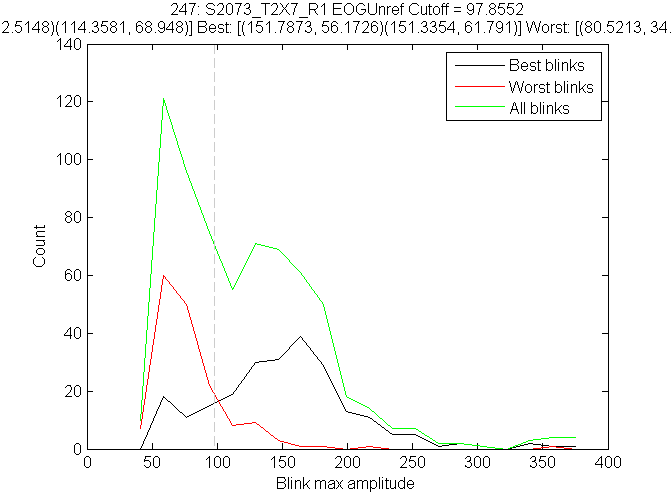 247: S2073_T2X7_R1 EOGUnref Cutoff = 97.8552
2.5148)(114.3581, 68.948)] Best: [(151.7873, 56.1726)(151.3354, 61.791)] Worst: [(80.5213, 34.
140
120
100
80
60
40
20
0
Count
Best blinks
Worst blinks
All blinks
0 50 100 150 200 250 300 350 400
Blink max amplitude